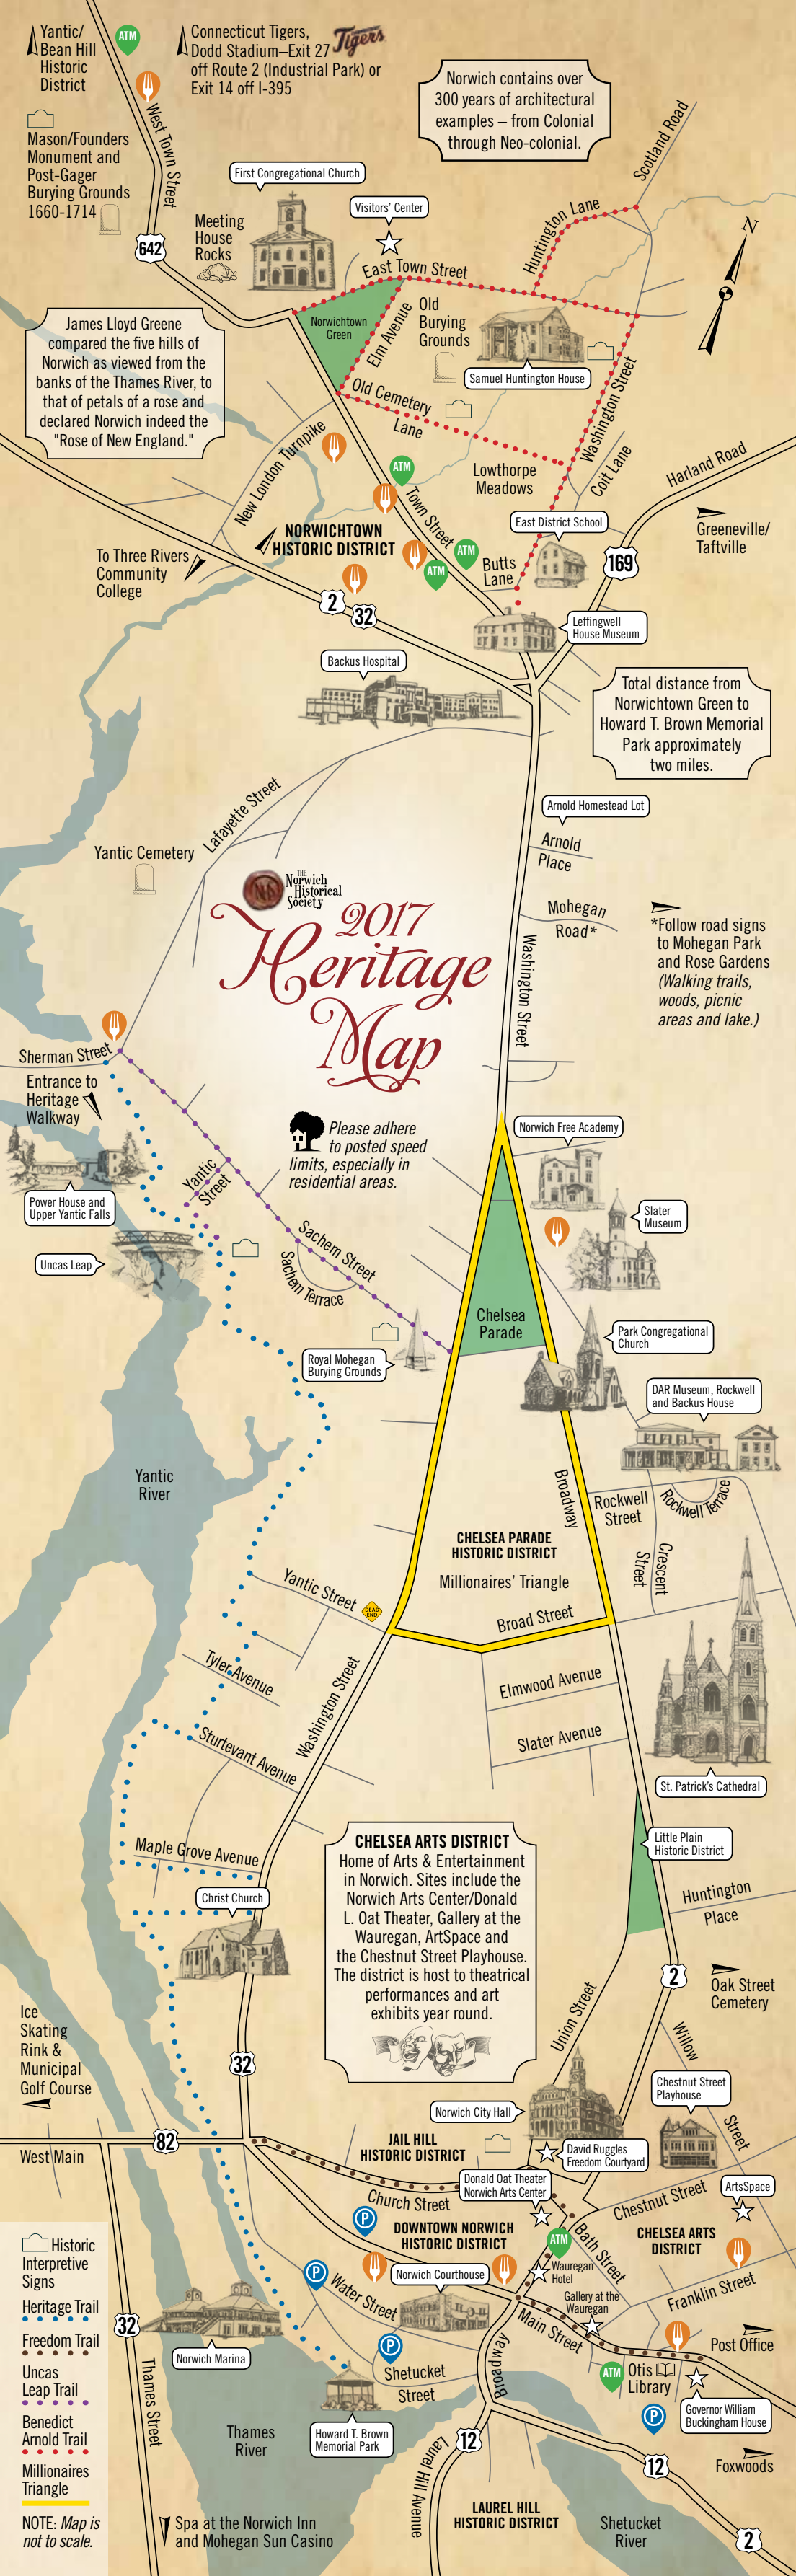 Yantic/
Bean Hill
Historic
District
ATM
Connecticut Tigers,
Dodd Stadium–Exit 27
off Route 2 (Industrial Park) or
Exit 14 off I-395
Tigers
Norwich contains over
300 years of architectural
examples – from Colonial
through Neo-colonial.
Mason/Founders
Monument and
Post-Gager
Burying Grounds
1660-1714
West Town Street
642
First Congregational Church
Visitors' Center
Meeting
House
Rocks
Scotland Road
Huntington Lane
N
East Town Street
Norwichtown
Green
Elm Avenue
Old
Burying
Grounds
Samuel Huntington House
James Lloyd Greene
compared the five hills of
Norwich as viewed from the
banks of the Thames River, to
that of petals of a rose and
declared Norwich indeed the
"Rose of New England."
Old Cemetery
Lane
Washington Street
New London Turnpike
ATM
Lowthorpe
Meadows
Coit Lane
Harland Road
Town Street
East District School
Greeneville/
Taftville
NORWICHTOWN
HISTORIC DISTRICT
ATM
ATM
Butts
Lane
169
To Three Rivers
Community
College
2
32
Leffingwell
House Museum
Backus Hospital
Total distance from
Norwichtown Green to
Howard T. Brown Memorial
Park approximately
two miles.
Lafayette Street
Arnold Homestead Lot
Arnold
Place
Yantic Cemetery
THE
Norwich
Historical
Society
2017
Heritage
Map
Mohegan
Road*
Washington Street
*Follow road signs
to Mohegan Park
and Rose Gardens
(Walking trails,
woods, picnic
areas and lake.)
Sherman Street
Entrance to
Heritage
Walkway
Please adhere
to posted speed
limits, especially in
residential areas.
Norwich Free Academy
Power House and
Upper Yantic Falls
Yantic
Street
Slater
Museum
Uncas Leap
Sachem Street
Sachem Terrace
Chelsea
Parade
Royal Mohegan
Burying Grounds
Park Congregational
Church
DAR Museum, Rockwell
and Backus House
Yantic
River
Broadway
Rockwell
Street
Rockwell Terrace
CHELSEA PARADE
HISTORIC DISTRICT
Millionaires' Triangle
Crescent
Street
Yantic Street
DEAD
END
Broad Street
Tyler Avenue
Washington Street
Elmwood Avenue
Slater Avenue
Sturtevant Avenue
St. Patrick's Cathedral
Maple Grove Avenue
Little Plain
Historic District
Christ Church
CHELSEA ARTS DISTRICT
Home of Arts & Entertainment
in Norwich. Sites include the
Norwich Arts Center/Donald
L. Oat Theater, Gallery at the
Wauregan, ArtSpace and
the Chestnut Street Playhouse.
The district is host to theatrical
performances and art
exhibits year round.
Huntington
Place
2
Oak Street
Cemetery
Union Street
Willow
Street
Ice
Skating
Rink &
Municipal
Golf Course
32
Chestnut Street
Playhouse
Norwich City Hall
82
West Main
JAIL HILL
HISTORIC DISTRICT
David Ruggles
Freedom Courtyard
Donald Oat Theater
Norwich Arts Center
ArtsSpace
Church Street
Chestnut Street
P
DOWNTOWN NORWICH
HISTORIC DISTRICT
ATM
Bath Street
CHELSEA ARTS
DISTRICT
Historic
Interpretive
Signs
Heritage Trail
Freedom Trail
Uncas
Leap Trail
Benedict
Arnold Trail
Millionaires
Triangle
NOTE: Map is
not to scale.
P
Water Street
Norwich Courthouse
Wauregan
Hotel
Gallery at the
Wauregan
Franklin Street
32
Norwich Marina
Main Street
Post Office
P
Thames Street
Shetucket
Street
Broadway
ATM
Otis
Library
P
Governor William
Buckingham House
Thames
River
Howard T. Brown
Memorial Park
12
Laurel Hill Avenue
12
Foxwoods
LAUREL HILL
HISTORIC DISTRICT
Shetucket
River
Spa at the Norwich Inn
and Mohegan Sun Casino
2